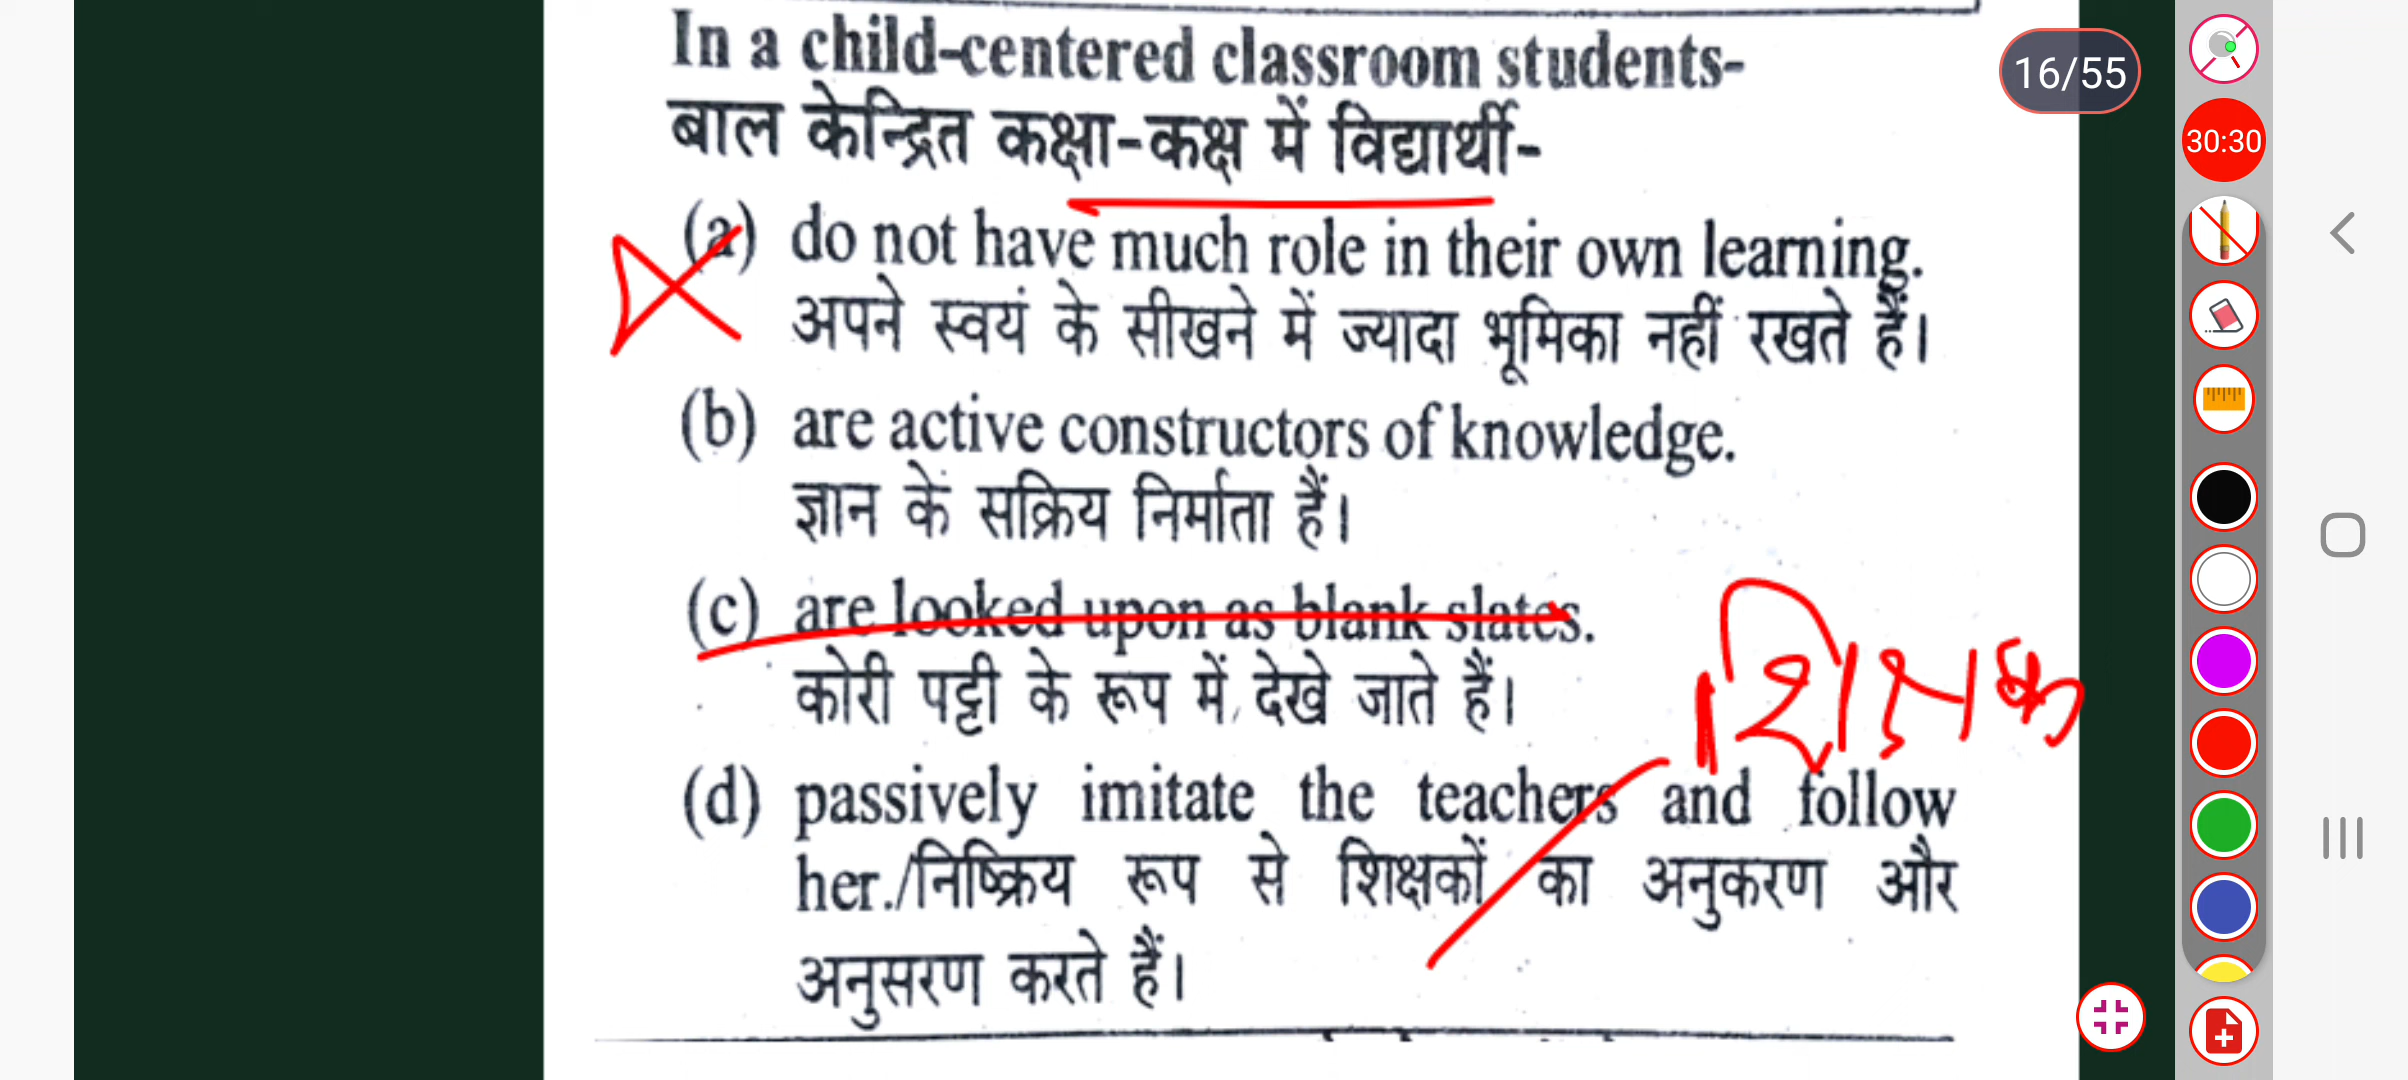 In a child-centered classroom students-
16/55
बाल केन्द्रित कक्षा-कक्ष में विद्यार्थी-
30:30
(a) do not have much role in their own learning.
अपने स्वयं के सीखने में ज्यादा भूमिका नहीं रखते हैं।
(b) are active constructors of knowledge.
ज्ञान के सक्रिय निर्माता हैं।
(c) are looked upon as blank slates.
कोरी पट्टी के रूप में देखे जाते हैं।
शिक्षक
(d) passively imitate the teachers and follow
her./निष्क्रिय रूप से शिक्षकों का अनुकरण और
अनुसरण करते हैं।